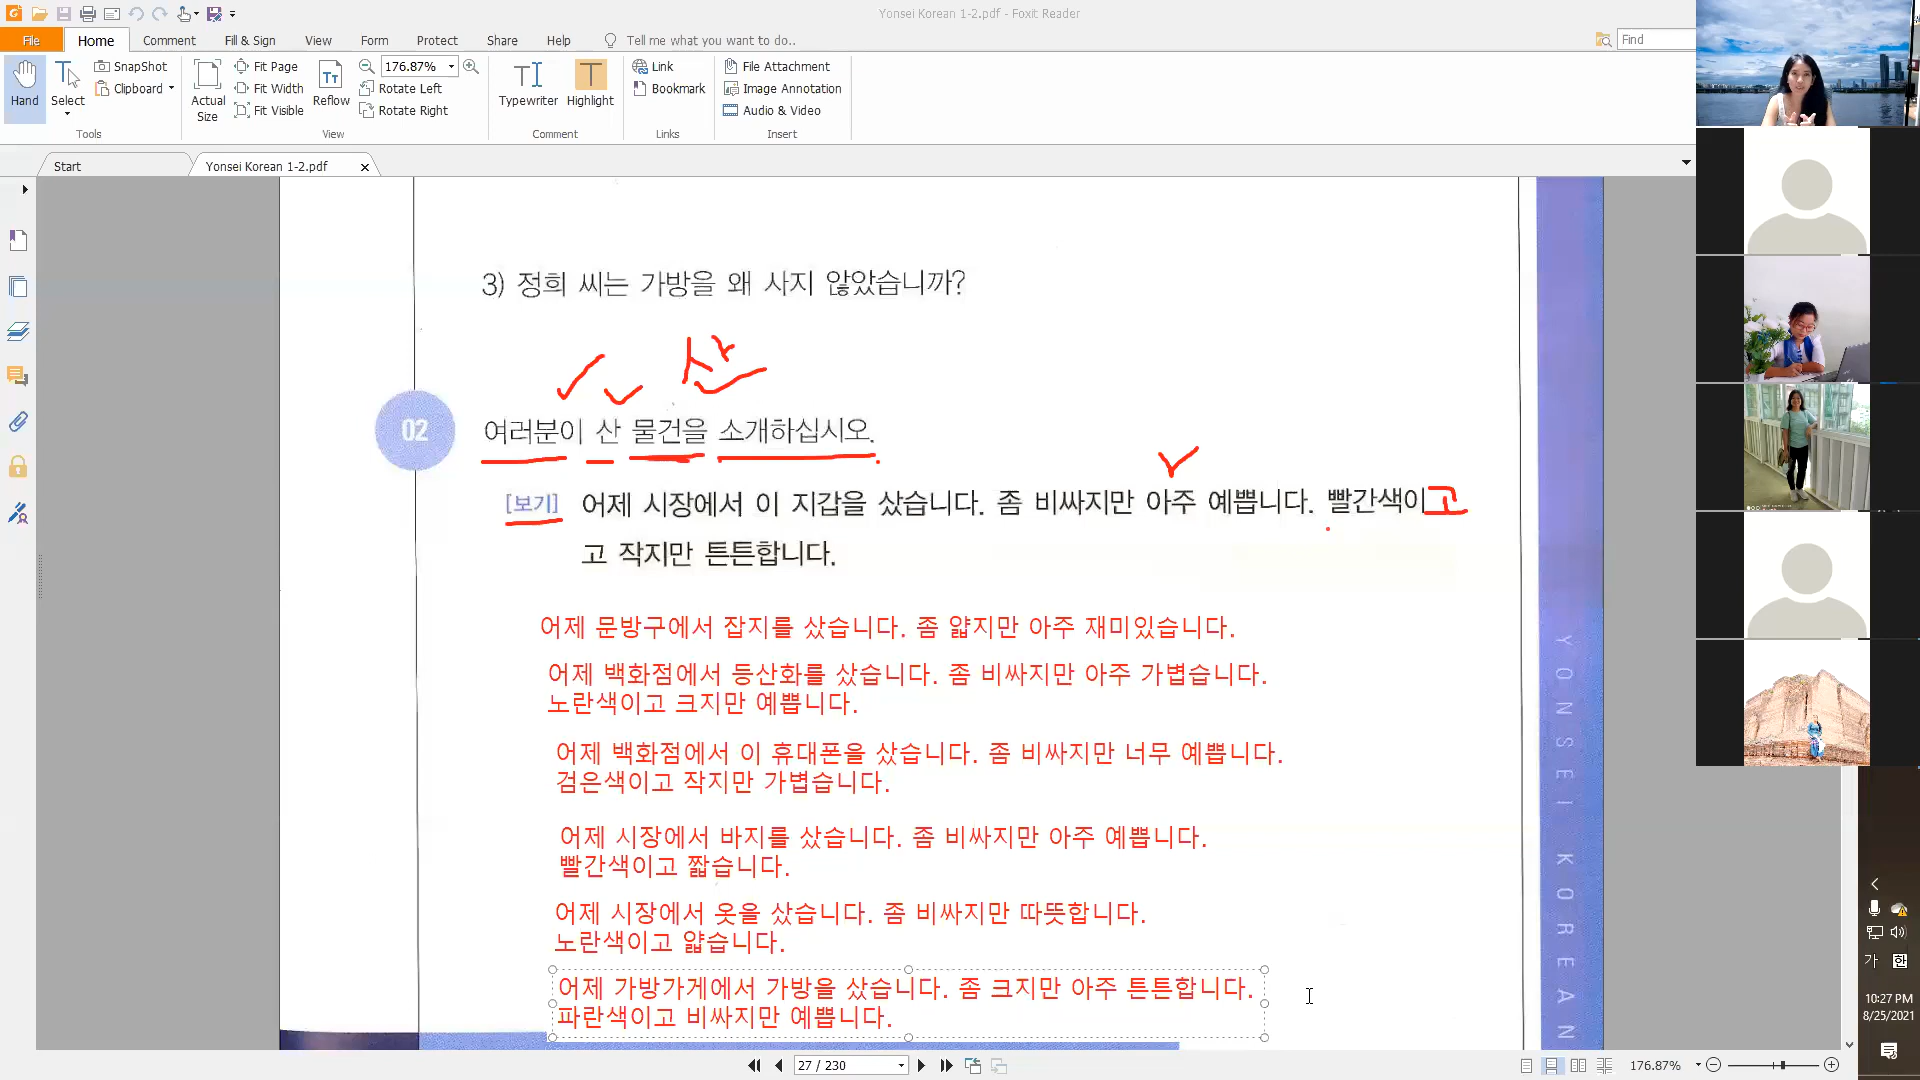 Yonsei Korean 1-2.pdf - Foxit Reader
File Home Comment Fill & Sign View Form Protect Share Help Tell me what you want to do.. Find
Hand Select SnapShot Clipboard Actual Size Fit Page Fit Width Fit Visible Reflow 176.87% Rotate Left Rotate Right Typewriter Highlight Link Bookmark File Attachment Image Annotation Audio & Video
Tools View Comment Links Insert
Start Yonsei Korean 1-2.pdf
3) 정희 씨는 가방을 왜 사지 않았습니까?
산
02 여러분이 산 물건을 소개하십시오.
[보기] 어제 시장에서 이 지갑을 샀습니다. 좀 비싸지만 아주 예쁩니다. 빨간색이고
고 작지만 튼튼합니다.
어제 문방구에서 잡지를 샀습니다. 좀 얇지만 아주 재미있습니다.
어제 백화점에서 등산화를 샀습니다. 좀 비싸지만 아주 가볍습니다.
노란색이고 크지만 예쁩니다.
어제 백화점에서 이 휴대폰을 샀습니다. 좀 비싸지만 너무 예쁩니다.
검은색이고 작지만 가볍습니다.
어제 시장에서 바지를 샀습니다. 좀 비싸지만 아주 예쁩니다.
빨간색이고 짧습니다.
어제 시장에서 옷을 샀습니다. 좀 비싸지만 따뜻합니다.
노란색이고 얇습니다.
어제 가방가게에서 가방을 샀습니다. 좀 크지만 아주 튼튼합니다.
파란색이고 비싸지만 예쁩니다.
YONSEI KOREAN
27 / 230
176.87%
가 한
10:27 PM
8/25/2021